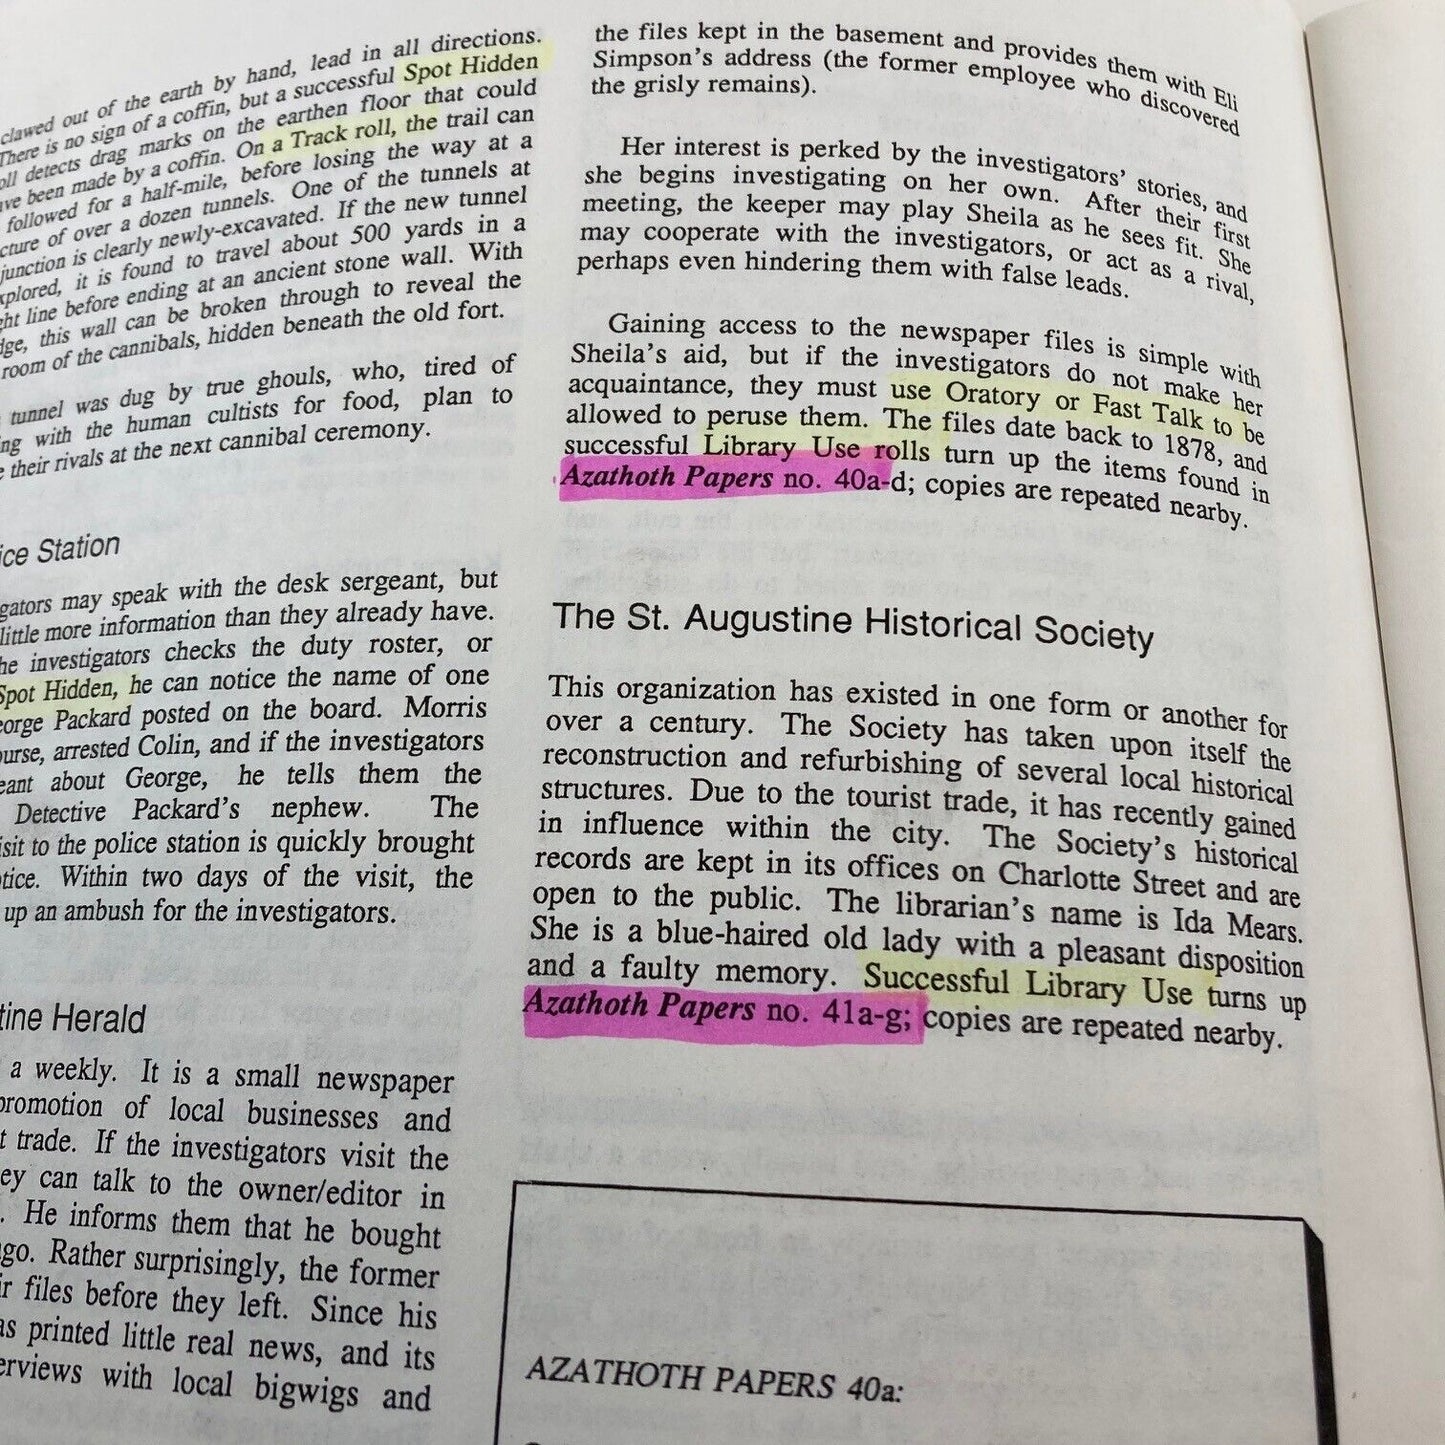 clawed out of the earth by hand, lead in all directions.
There is no sign of a coffin, but a successful Spot Hidden
detects drag marks on the earthen floor that could
been made by a coffin. On a Track roll, the trail can
followed for a half-mile, before losing the way at a
of over a dozen tunnels. One of the tunnels at
junction is clearly newly-excavated. If the new tunnel
it is found to travel about 500 yards in a
line before ending at an ancient stone wall. With
this wall can be broken through to reveal the
room of the cannibals, hidden beneath the old fort.
tunnel was dug by true ghouls, who, tired of
with the human cultists for food, plan to
their rivals at the next cannibal ceremony.
Station
may speak with the desk sergeant, but
little more information than they already have.
investigators checks the duty roster, or
Spot Hidden, he can notice the name of one
Packard posted on the board. Morris
arrested Colin, and if the investigators
about George, he tells them the
Detective Packard's nephew. The
to the police station is quickly brought
Within two days of the visit, the
up an ambush for the investigators.
Herald
a weekly. It is a small newspaper
promotion of local businesses and
trade. If the investigators visit the
can talk to the owner/editor in
He informs them that he bought
Rather surprisingly, the former
files before they left. Since his
printed little real news, and its
with local bigwigs and
the files kept in the basement and provides them with Eli
Simpson's address (the former employee who discovered
the grisly remains).
Her interest is perked by the investigators' stories, and
she begins investigating on her own. After their first
meeting, the keeper may play Sheila as he sees fit. She
may cooperate with the investigators, or act as a rival,
perhaps even hindering them with false leads.
Gaining access to the newspaper files is simple with
Sheila's aid, but if the investigators do not make her
acquaintance, they must use Oratory or Fast Talk to be
allowed to peruse them. The files date back to 1878, and
successful Library Use rolls turn up the items found in
Azathoth Papers no. 40a-d; copies are repeated nearby.
The St. Augustine Historical Society
This organization has existed in one form or another for
over a century. The Society has taken upon itself the
reconstruction and refurbishing of several local historical
structures. Due to the tourist trade, it has recently gained
in influence within the city. The Society's historical
records are kept in its offices on Charlotte Street and are
open to the public. The librarian's name is Ida Mears.
She is a blue-haired old lady with a pleasant disposition
and a faulty memory. Successful Library Use turns up
Azathoth Papers no. 41a-g; copies are repeated nearby.
AZATHOTH PAPERS 40a: